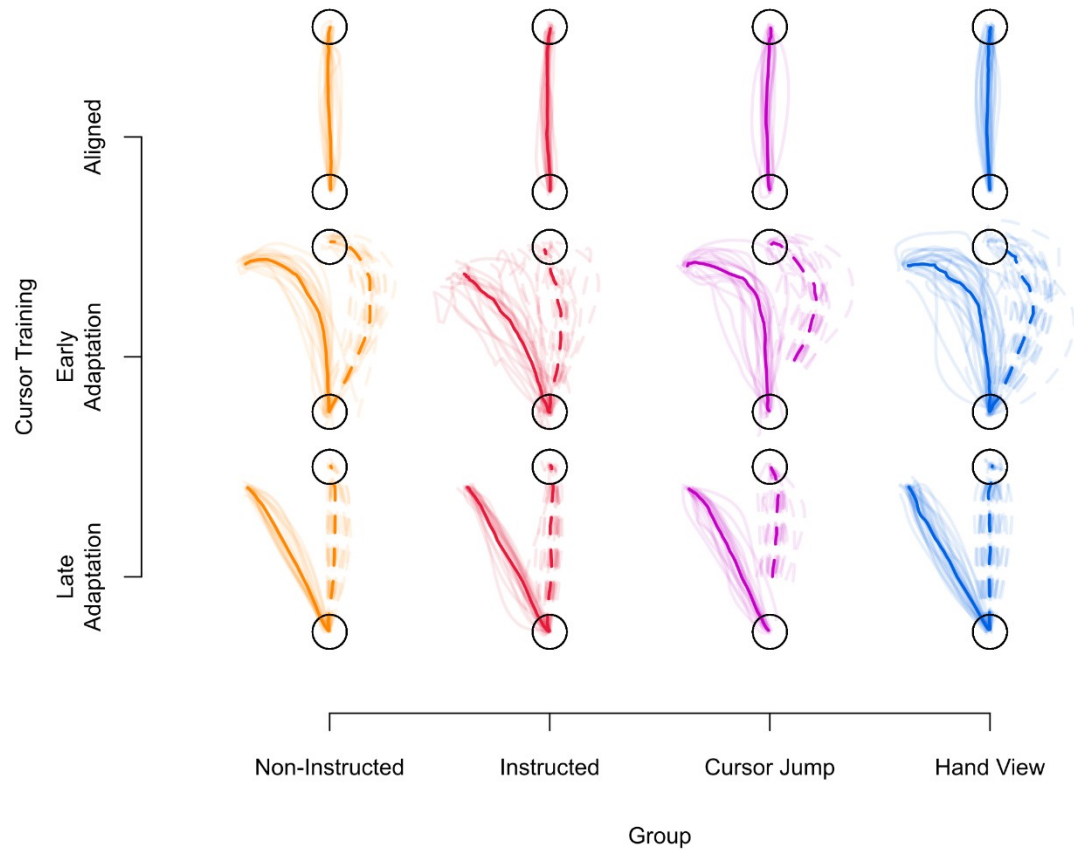 Cursor Training
Aligned
Early
Adaptation
Late
Adaptation
Non-Instructed
Instructed
Cursor Jump
Hand View
Group